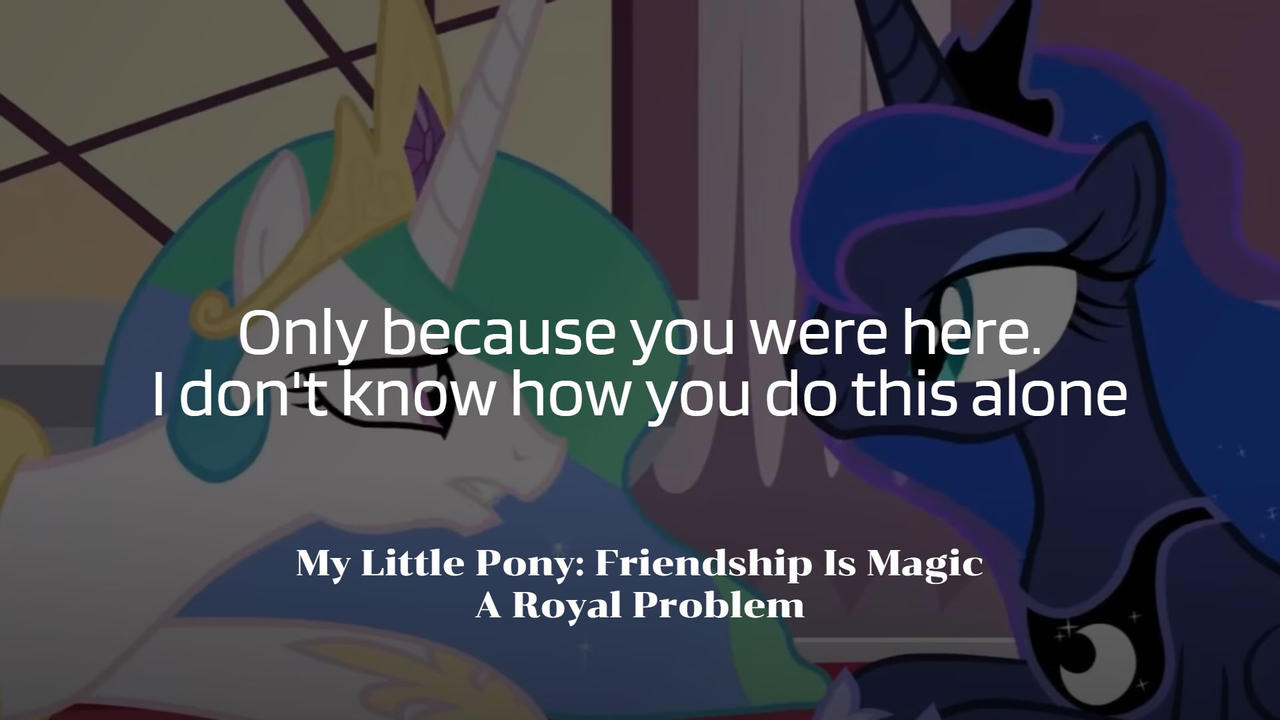 Only because you were here.
I don't know how you do this alone
My Little Pony: Friendship Is Magic
A Royal Problem